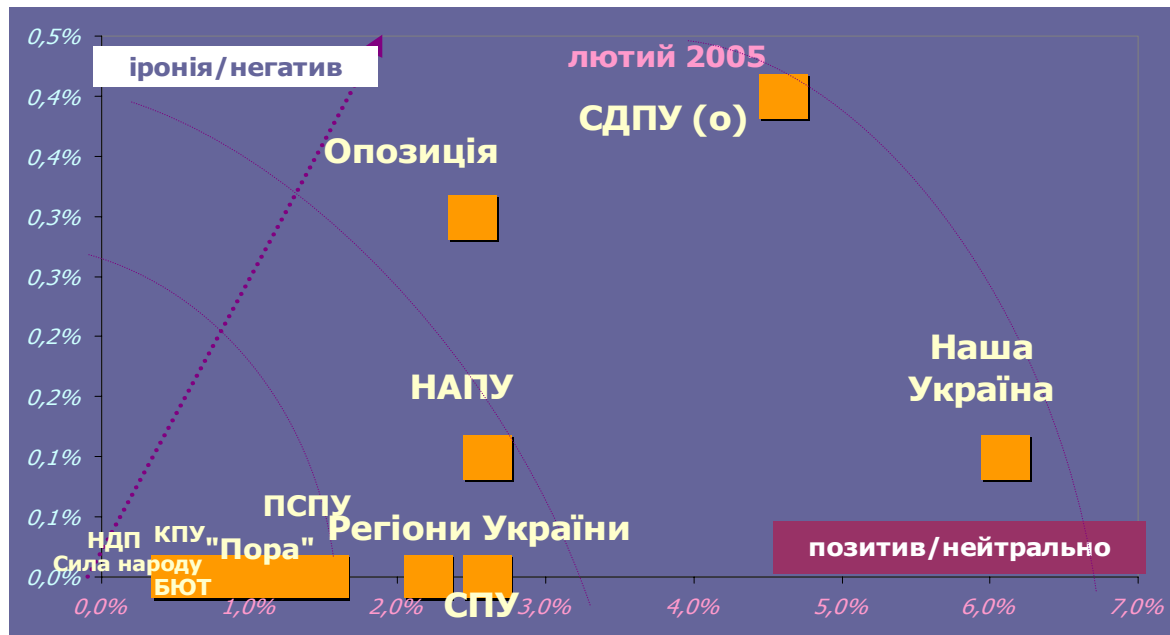 0,5%
іронія/негатив
лютий 2005
0,4%
СДПУ (о)
0,4%
Опозиція
0,3%
0,3%
0,2%
Наша
Україна
НАПУ
0,2%
0,1%
0,1%
ПСПУ
Регіони України
НДП
КПУ
"Пора"
позитив/нейтрально
Сила народу
0,0%
БЮТ
СПУ
0,0%
1,0%
2,0%
3,0%
4,0%
5,0%
6,0%
7,0%